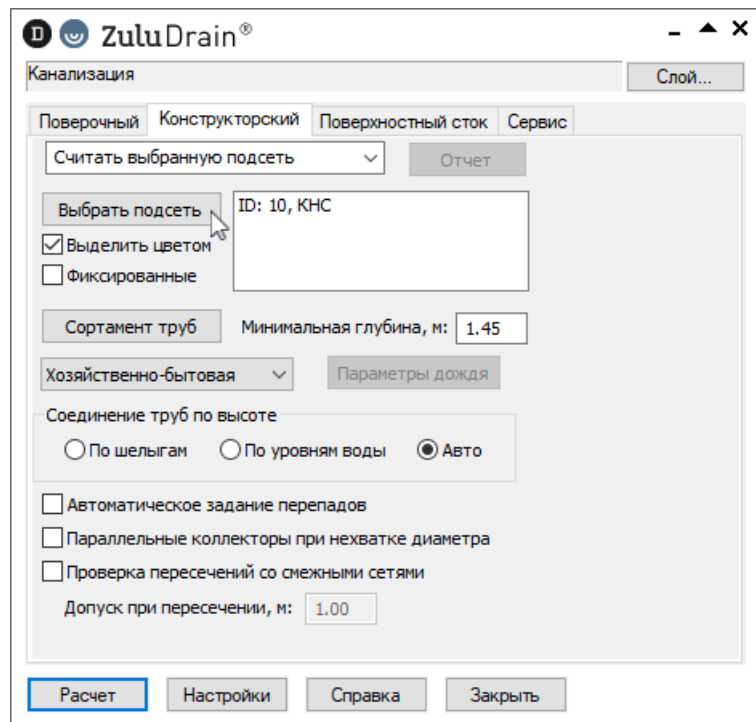 D ZuluDrain®
Канализация
Слой...
Поверочный Конструкторский Поверхностный сток Сервис
Считать выбранную подсеть Отчет
Выбрать подсеть ID: 10, КНС
Выделить цветом
Фиксированные
Сортамент труб Минимальная глубина, м: 1.45
Хозяйственно-бытовая Параметры дождя
Соединение труб по высоте
По шелыгам По уровням воды Авто
Автоматическое задание перепадов
Параллельные коллекторы при нехватке диаметра
Проверка пересечений со смежными сетями
Допуск при пересечении, м: 1.00
Расчет Настройки Справка Закрыть